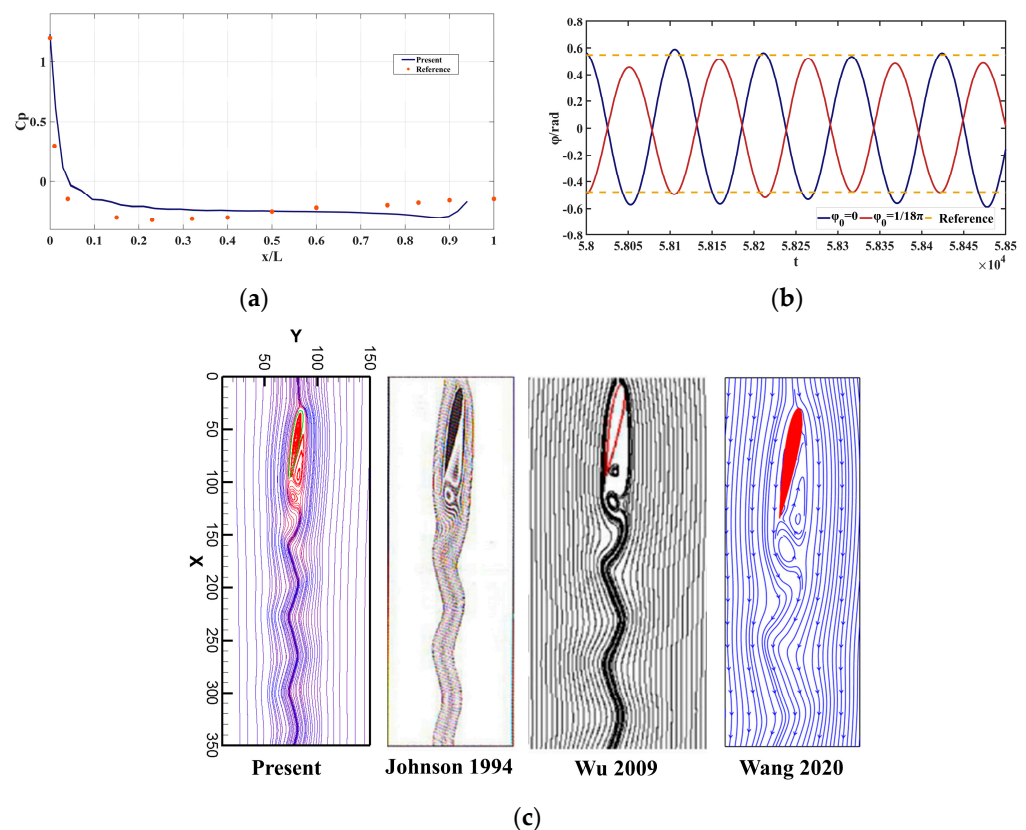 1
0.5
0
Cp
0 0.1 0.2 0.3 0.4 0.5 0.6 0.7 0.8 0.9 1
x/L
Present
Reference
(a)
0.8
0.6
0.4
0.2
0
-0.2
-0.4
-0.6
-0.8
φ/rad
5.8 5.805 5.81 5.815 5.82 5.825 5.83 5.835 5.84 5.845 5.85
×10⁴
t
φ₀=0 φ₀=1/18π Reference
(b)
Y
50 100 150
0
50
100
150
200
250
300
350
X
Present
Johnson 1994
Wu 2009
Wang 2020
(c)